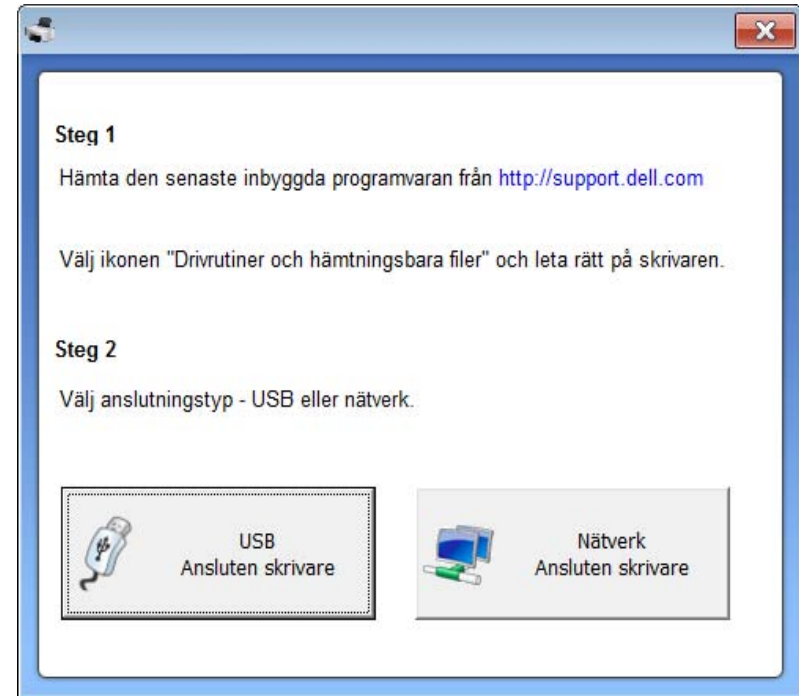 Steg 1
Hämta den senaste inbyggda programvaran från http://support.dell.com
Välj ikonen "Drivrutiner och hämtningsbara filer" och leta rätt på skrivaren.
Steg 2
Välj anslutningstyp - USB eller nätverk.
USB
Ansluten skrivare
Nätverk
Ansluten skrivare